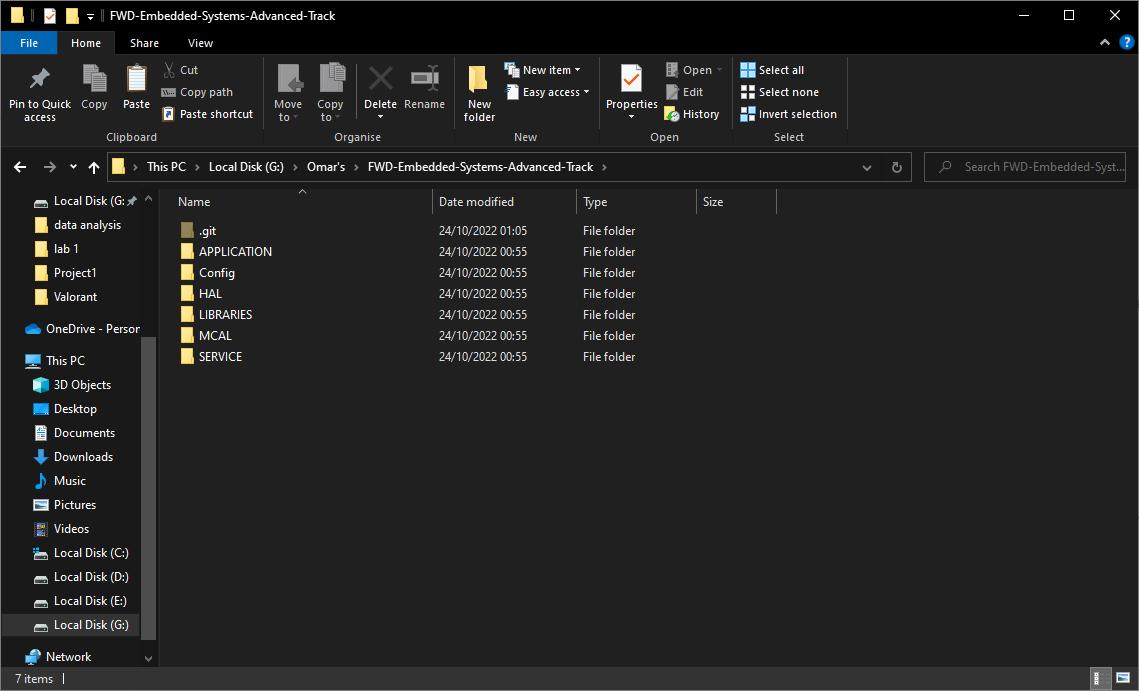 FWD-Embedded-Systems-Advanced-Track
File Home Share View
Pin to Quick access
Copy
Paste
Cut
Copy path
Paste shortcut
Clipboard
Move to
Copy to
Delete
Rename
Organise
New folder
New item
Easy access
New
Properties
Open
Edit
History
Open
Select all
Select none
Invert selection
Select
This PC > Local Disk (G:) > Omar's > FWD-Embedded-Systems-Advanced-Track >
Search FWD-Embedded-Syst...
Local Disk (G:
data analysis
lab 1
Project1
Valorant
OneDrive - Person
This PC
3D Objects
Desktop
Documents
Downloads
Music
Pictures
Videos
Local Disk (C:)
Local Disk (D:)
Local Disk (E:)
Local Disk (G:)
Network
Name Date modified Type Size
.git 24/10/2022 01:05 File folder
APPLICATION 24/10/2022 00:55 File folder
Config 24/10/2022 00:55 File folder
HAL 24/10/2022 00:55 File folder
LIBRARIES 24/10/2022 00:55 File folder
MCAL 24/10/2022 00:55 File folder
SERVICE 24/10/2022 00:55 File folder
7 items